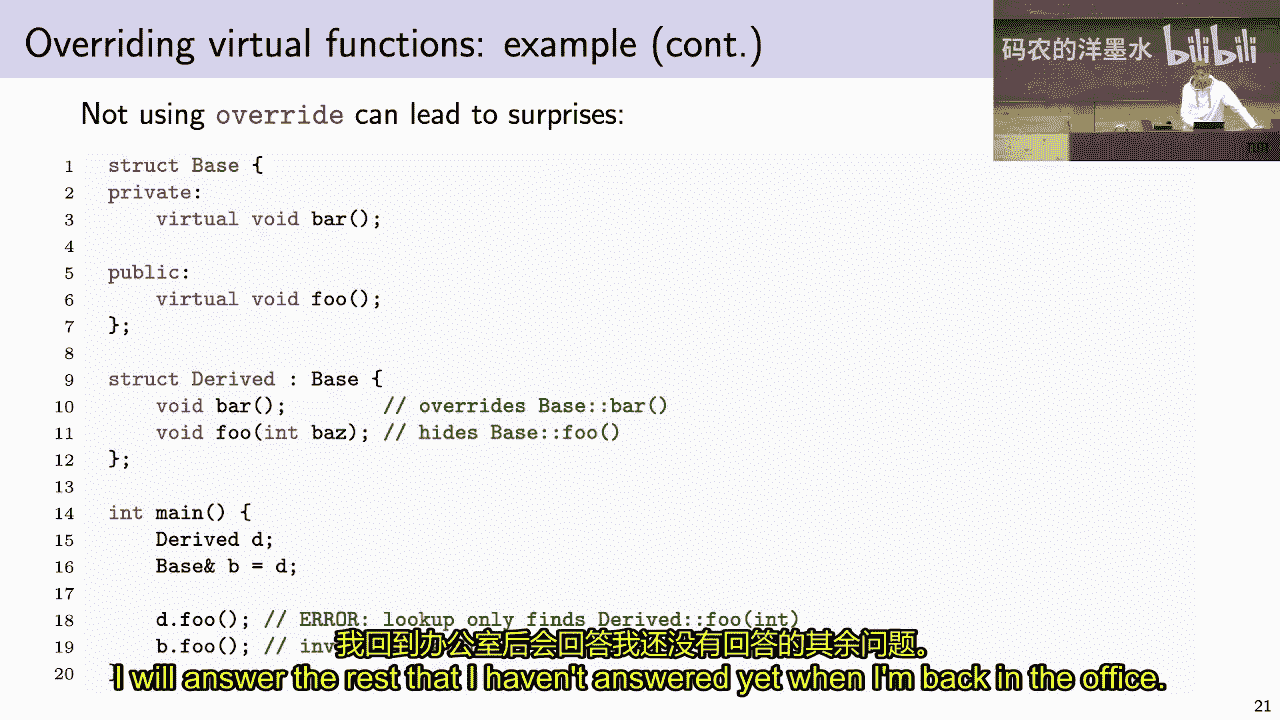 Overriding virtual functions: example (cont.)
码农的洋墨水 bilibili
Not using override can lead to surprises:
1 struct Base {
2 private:
3 virtual void bar();
4
5 public:
6 virtual void foo();
7 };
8
9 struct Derived : Base {
10 void bar(); // overrides Base::bar()
11 void foo(int baz); // hides Base::foo()
12 };
13
14 int main() {
15 Derived d;
16 Base& b = d;
17
18 d.foo(); // ERROR: lookup only finds Derived::foo(int)
19 b.foo(); // inv
我回到办公室后会回答我还没有回答的其余问题。
20
I will answer the rest that I haven't answered yet when I'm back in the office.
21